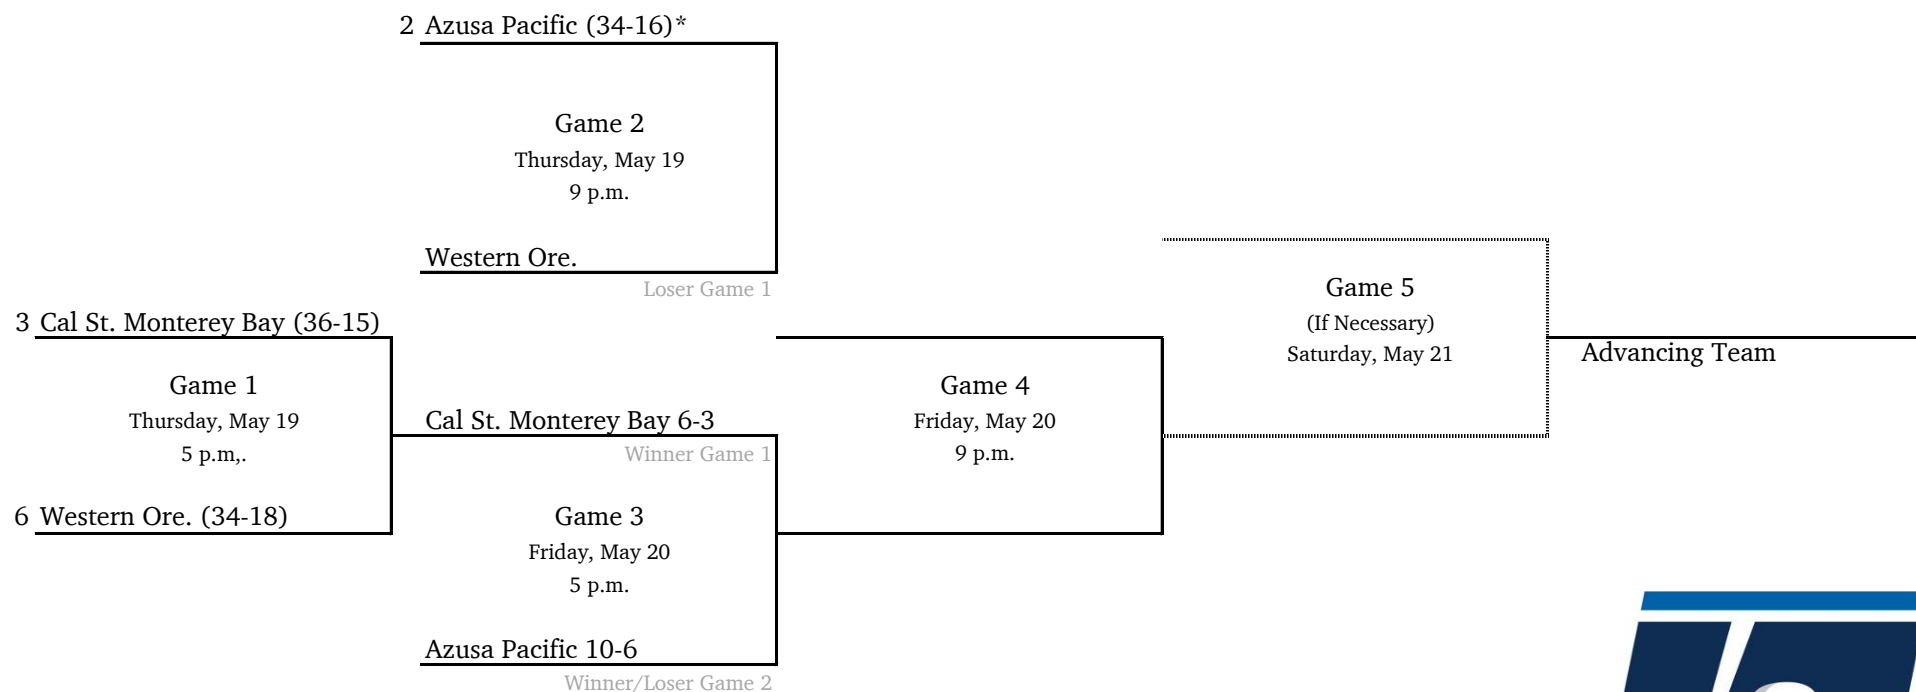 2 Azusa Pacific (34-16)*
Game 2
Thursday, May 19
9 p.m.
Western Ore.
Loser Game 1
3 Cal St. Monterey Bay (36-15)
Game 1
Thursday, May 19
5 p.m,.
6 Western Ore. (34-18)
Cal St. Monterey Bay 6-3
Winner Game 1
Game 3
Friday, May 20
5 p.m.
Azusa Pacific 10-6
Winner/Loser Game 2
Game 4
Friday, May 20
9 p.m.
Game 5
(If Necessary)
Saturday, May 21
Advancing Team